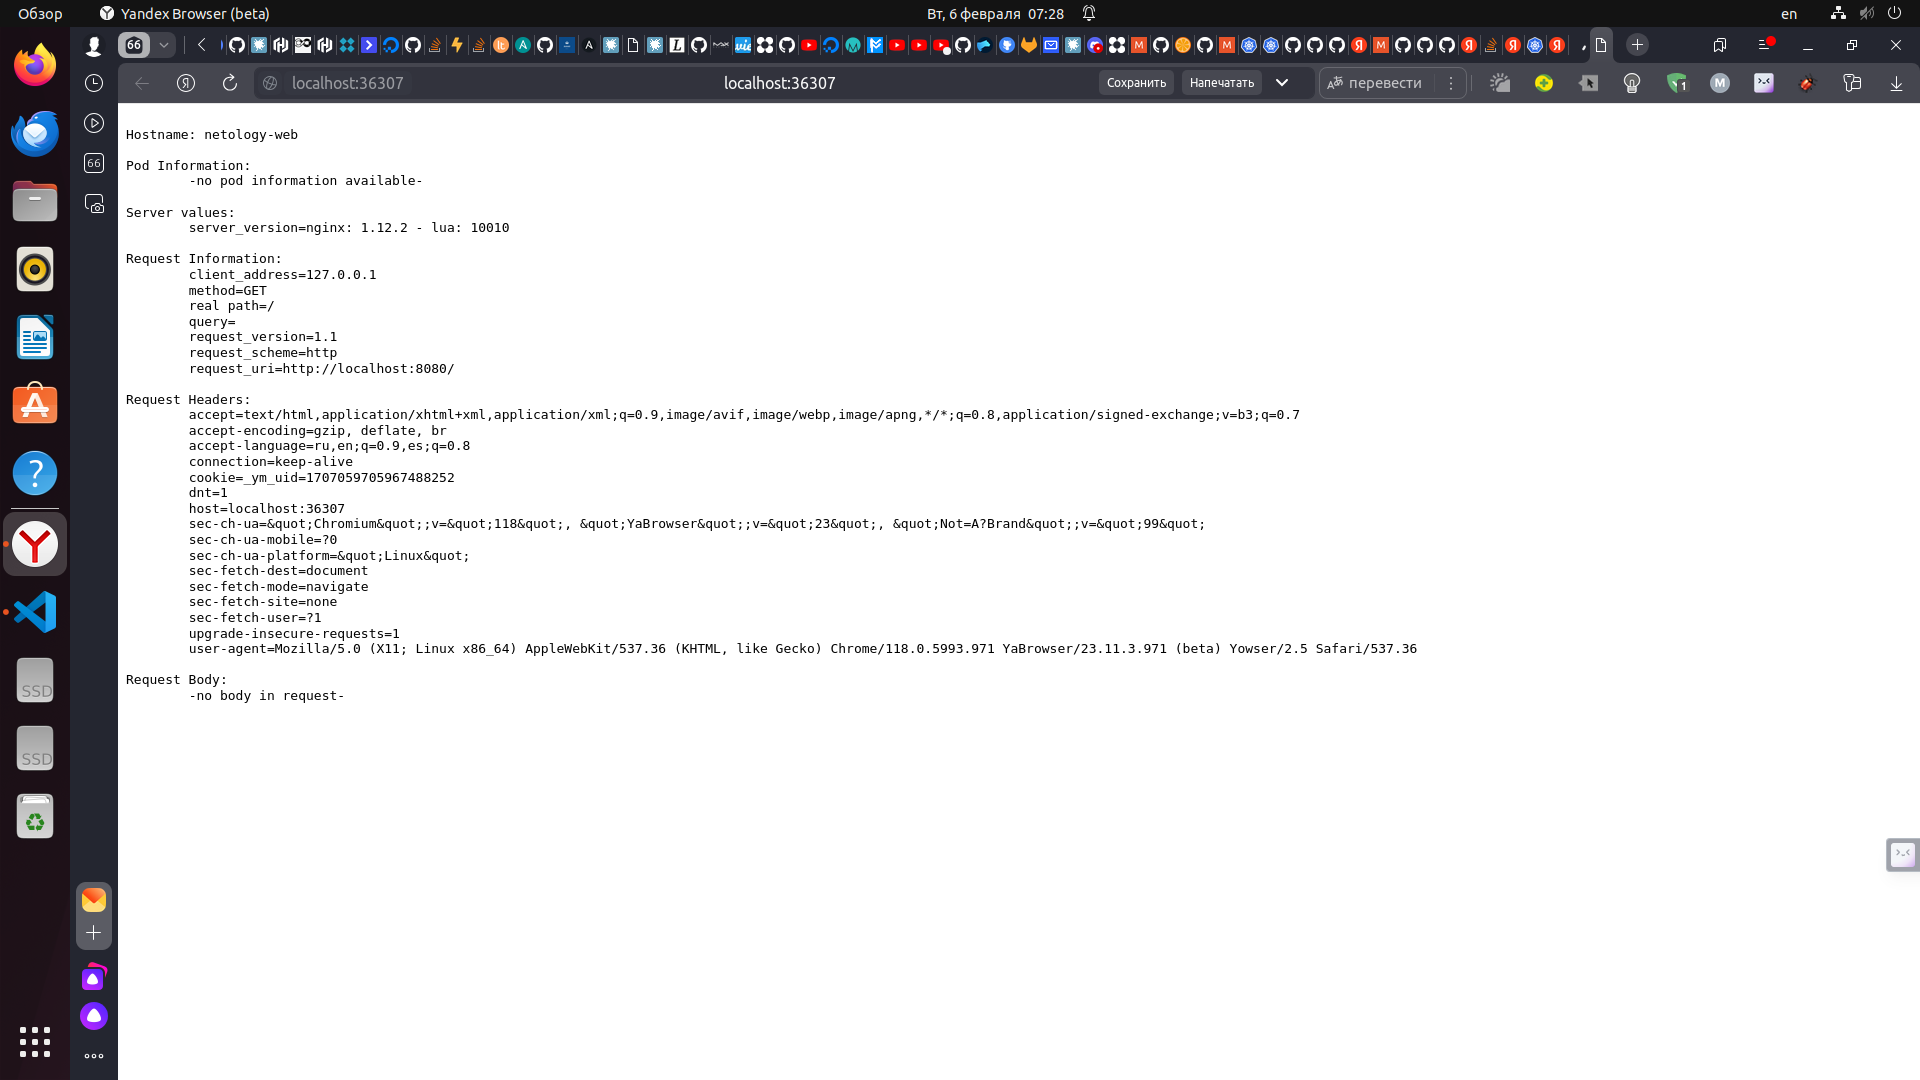 Обзор
Yandex Browser (beta)
Вт, 6 февраля 07:28
en
66
localhost:36307
localhost:36307
Сохранить
Напечатать
перевести
1
M
66
Hostname: netology-web
Pod Information:
-no pod information available-
Server values:
server_version=nginx: 1.12.2 - lua: 10010
Request Information:
client_address=127.0.0.1
method=GET
real path=/
query=
request_version=1.1
request_scheme=http
request_uri=http://localhost:8080/
Request Headers:
accept=text/html,application/xhtml+xml,application/xml;q=0.9,image/avif,image/webp,image/apng,*/*;q=0.8,application/signed-exchange;v=b3;q=0.7
accept-encoding=gzip, deflate, br
accept-language=ru,en;q=0.9,es;q=0.8
connection=keep-alive
cookie=_ym_uid=1707059705967488252
dnt=1
host=localhost:36307
sec-ch-ua=&quot;Chromium&quot;;v=&quot;118&quot;, &quot;YaBrowser&quot;;v=&quot;23&quot;, &quot;Not=A?Brand&quot;;v=&quot;99&quot;
sec-ch-ua-mobile=?0
sec-ch-ua-platform=&quot;Linux&quot;
sec-fetch-dest=document
sec-fetch-mode=navigate
sec-fetch-site=none
sec-fetch-user=?1
upgrade-insecure-requests=1
user-agent=Mozilla/5.0 (X11; Linux x86_64) AppleWebKit/537.36 (KHTML, like Gecko) Chrome/118.0.5993.971 YaBrowser/23.11.3.971 (beta) Yowser/2.5 Safari/537.36
Request Body:
-no body in request-
SSD
SSD